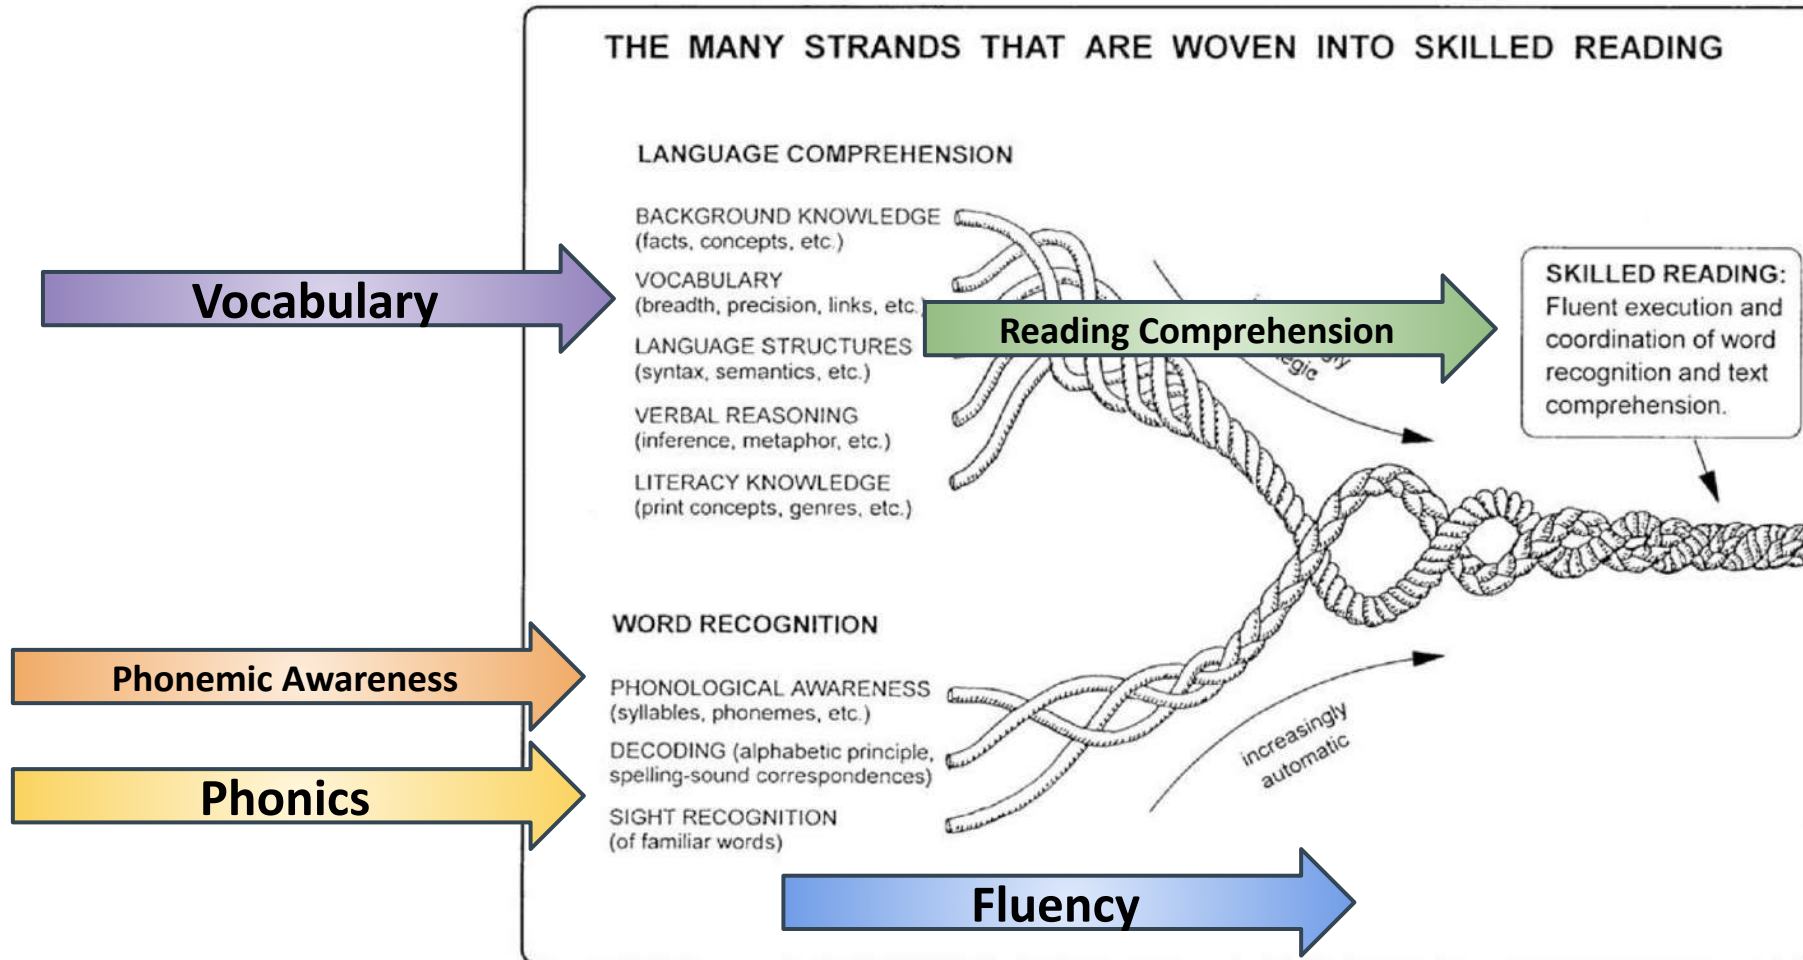 THE MANY STRANDS THAT ARE WOVEN INTO SKILLED READING
LANGUAGE COMPREHENSION
BACKGROUND KNOWLEDGE
(facts, concepts, etc.)
Vocabulary
VOCABULARY
(breadth, precision, links, etc.
LANGUAGE STRUCTURES
(syntax, semantics, etc.)
VERBAL REASONING
(inference, metaphor, etc.)
LITERACY KNOWLEDGE
(print concepts, genres, etc.)
Reading Comprehension
SKILLED READING:
Fluent execution and
coordination of word
recognition and text
comprehension.
WORD RECOGNITION
Phonemic Awareness
PHONOLOGICAL AWARENESS
(syllables, phonemes, etc.)
Phonics
DECODING (alphabetic principle,
spelling-sound correspondences)
SIGHT RECOGNITION
(of familiar words)
increasingly
automatic
Fluency